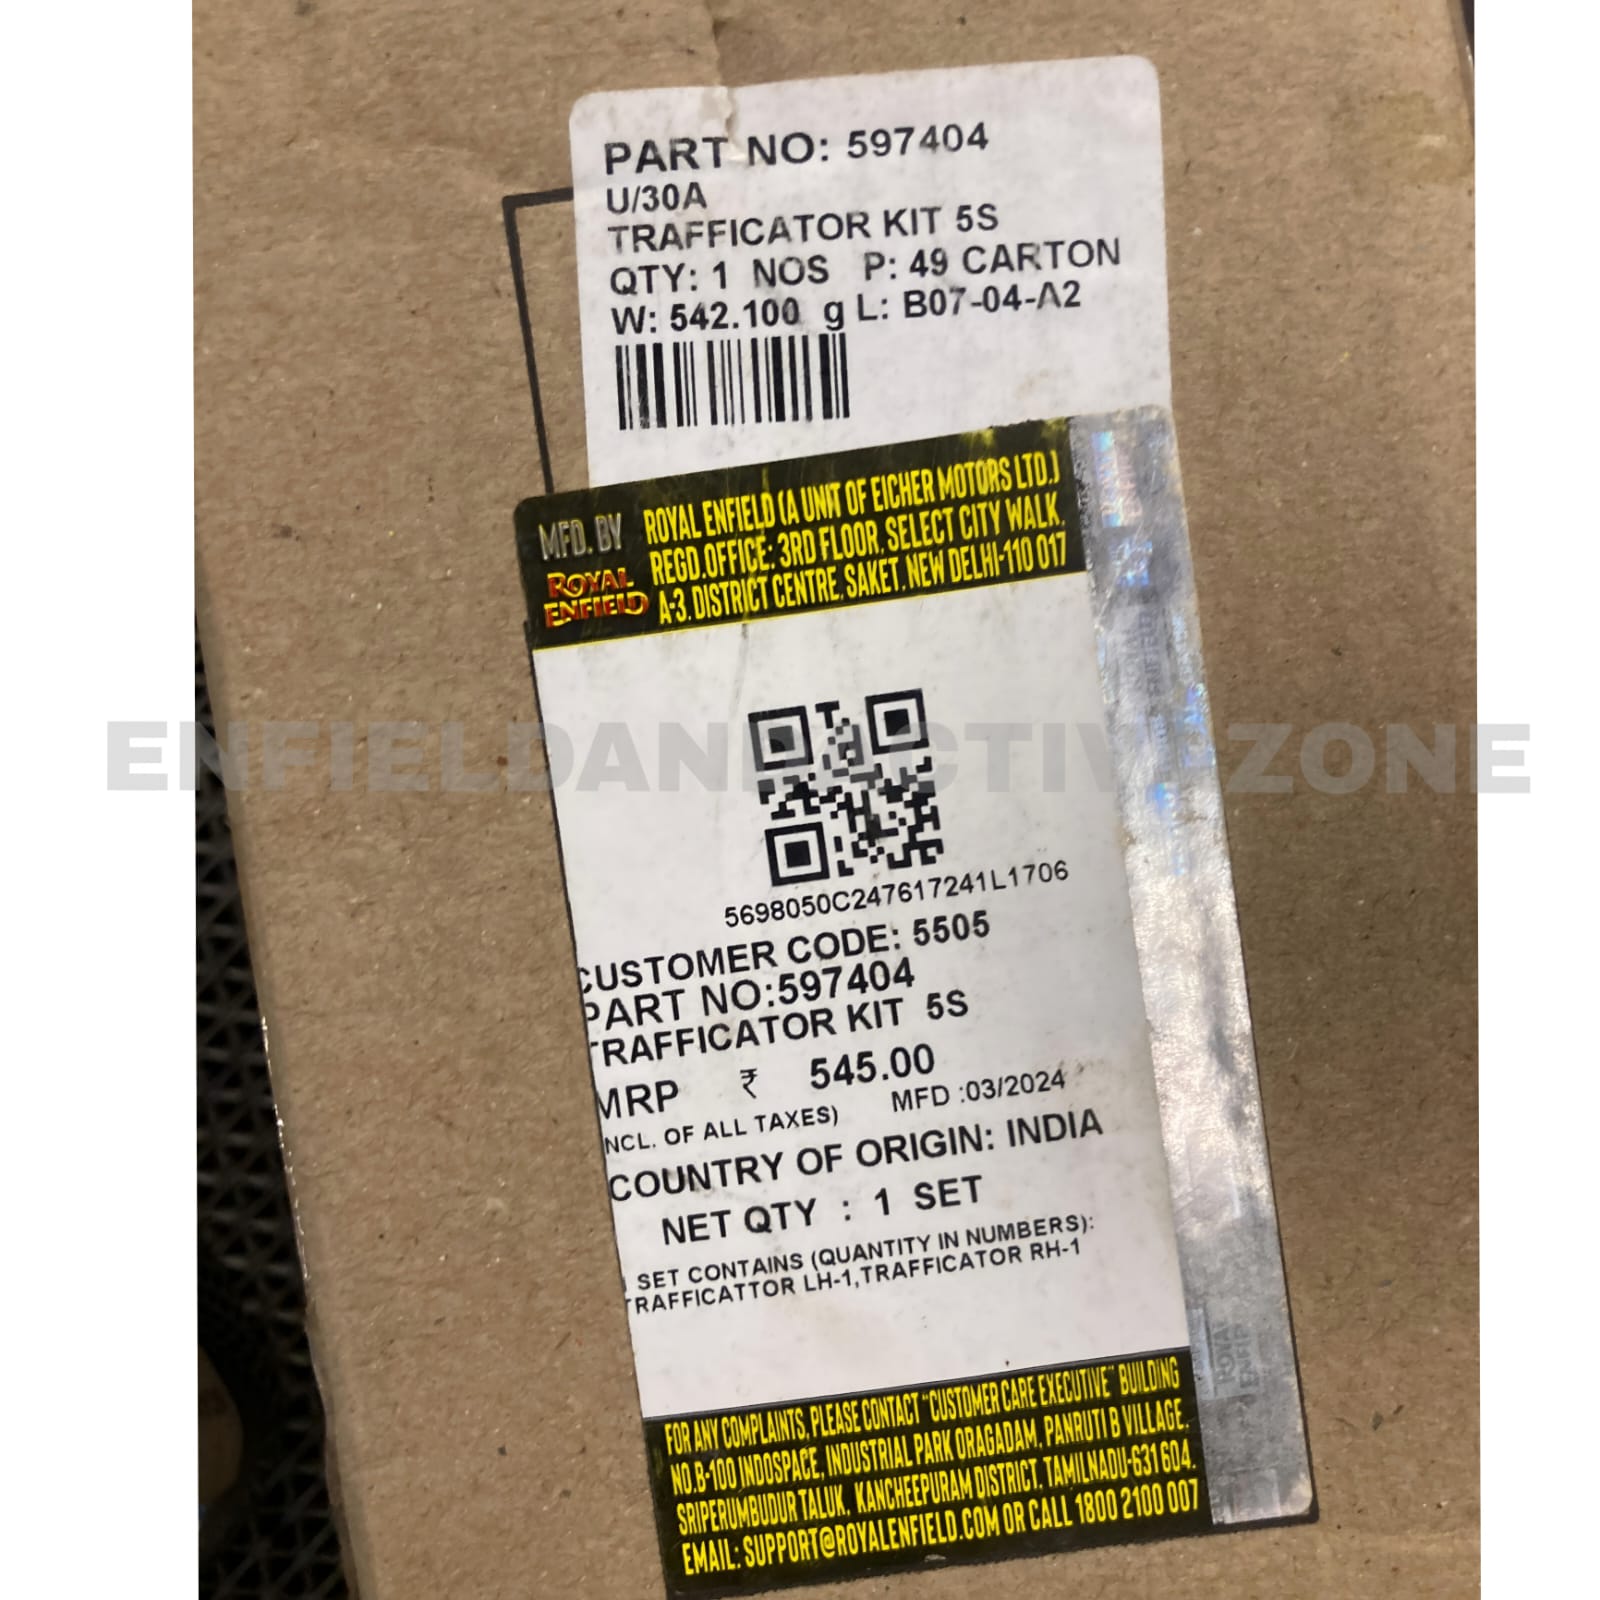 PART NO: 597404
U/30A
TRAFFICATOR KIT 5S
QTY: 1 NOS P: 49 CARTON
W: 542.100 g L: B07-04-A2
MFD. BY
ROYAL ENFIELD
ROYAL ENFIELD (A UNIT OF EICHER MOTORS LTD.)
REGD.OFFICE: 3RD FLOOR, SELECT CITY WALK,
A-3, DISTRICT CENTRE, SAKET, NEW DELHI-110 017
5698050C247617241L1706
CUSTOMER CODE: 5505
PART NO:597404
TRAFFICATOR KIT 5S
MRP ₹ 545.00
INCL. OF ALL TAXES) MFD :03/2024
COUNTRY OF ORIGIN: INDIA
NET QTY : 1 SET
SET CONTAINS (QUANTITY IN NUMBERS):
TRAFFICATTOR LH-1,TRAFFICATOR RH-1
FOR ANY COMPLAINTS, PLEASE CONTACT "CUSTOMER CARE EXECUTIVE" BUILDING
NO.B-100 INDOSPACE, INDUSTRIAL PARK ORAGADAM, PANRUTI B VILLAGE,
SRIPERUMBUDUR TALUK, KANCHEEPURAM DISTRICT, TAMILNADU-631 604.
EMAIL: SUPPORT@ROYALENFIELD.COM OR CALL 1800 2100 007